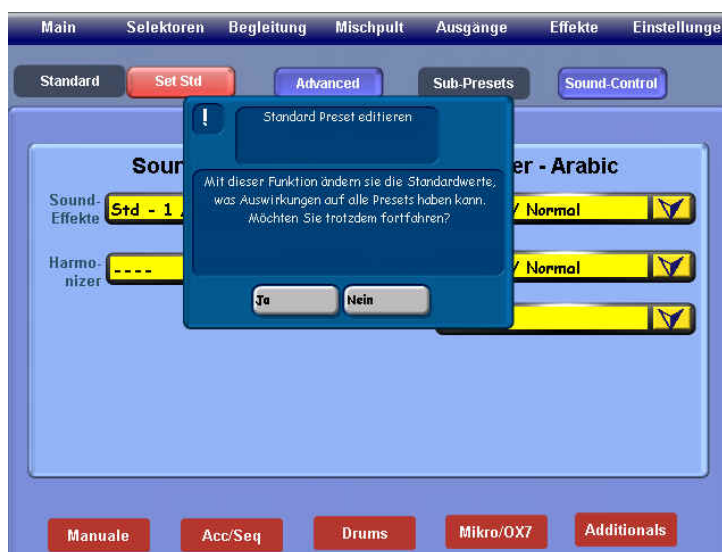 Main Selektoren Begleitung Mischpult Ausgänge Effekte Einstellunge
Standard Set Std Advanced Sub-Presets Sound-Control
!
Standard Preset editieren
Mit dieser Funktion ändern sie die Standardwerte,
was Auswirkungen auf alle Presets haben kann.
Möchten Sie trotzdem fortfahren?
Ja Nein
Soun er - Arabic
Sound-
Effekte
Std - 1 / Normal
Harmo-
nizer
---- / Normal
Manuale Acc/Seq Drums Mikro/OX7 Additionals